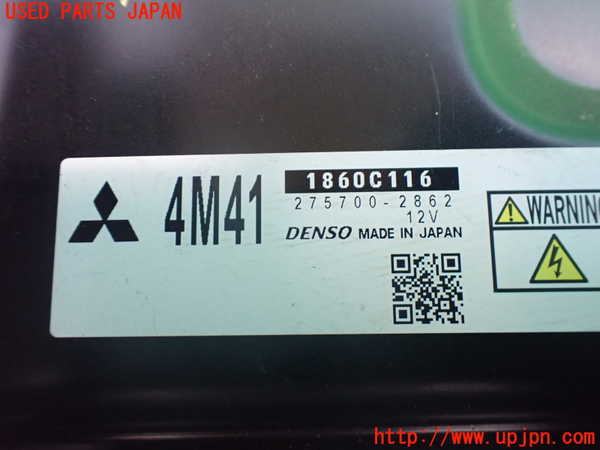 USED PARTS JAPAN
4M41
1860C116
275700-2862
12V
DENSO MADE IN JAPAN
WARNING
http://www.upjpn.com/